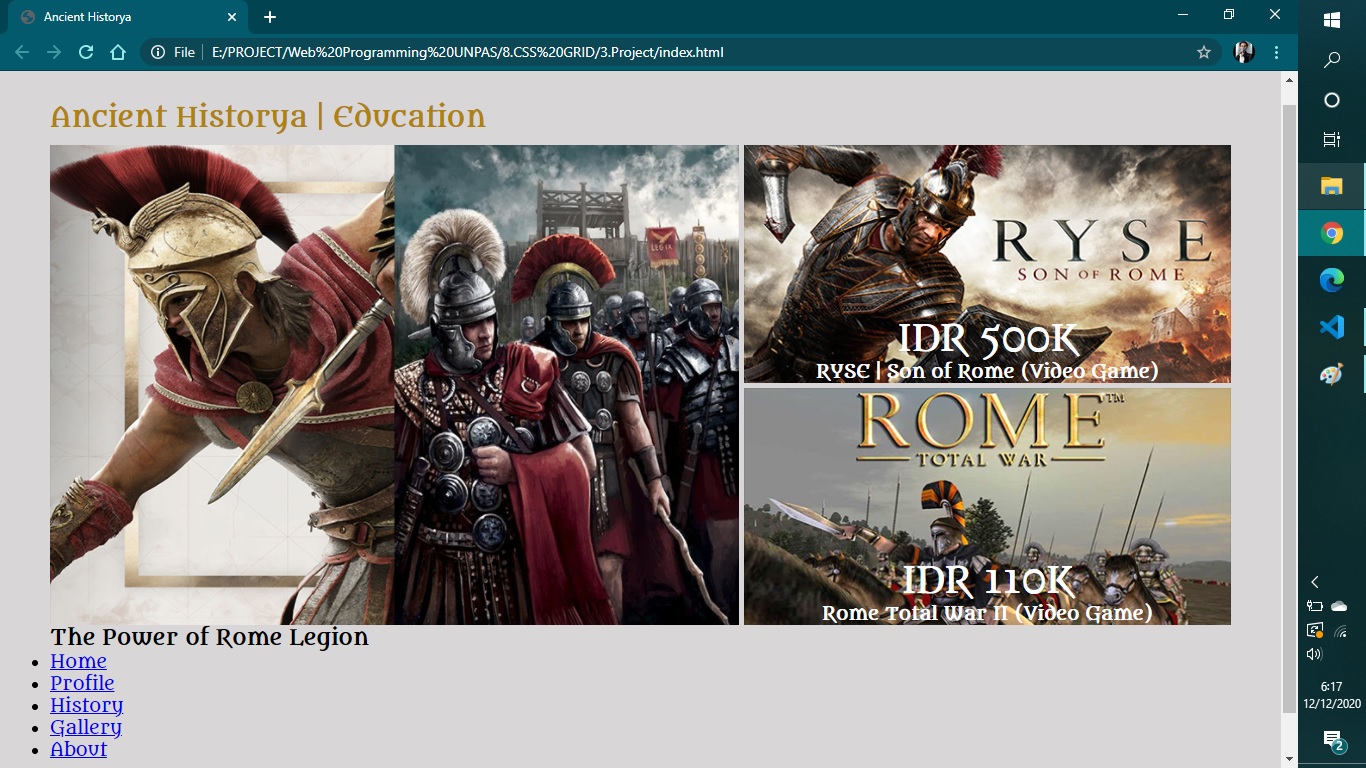 Ancient Historya
File
E:/PROJECT/Web%20Programming%20UNPAS/8.CSS%20GRID/3.Project/index.html
Ancient Historya | Education
LEG IX
RYSE
SON OF ROME
IDR 500K
RYSE | Son of Rome (Video Game)
ROME™
TOTAL WAR
IDR 110K
Rome Total War II (Video Game)
The Power of Rome Legion
Home
Profile
History
Gallery
About
6:17
12/12/2020
2